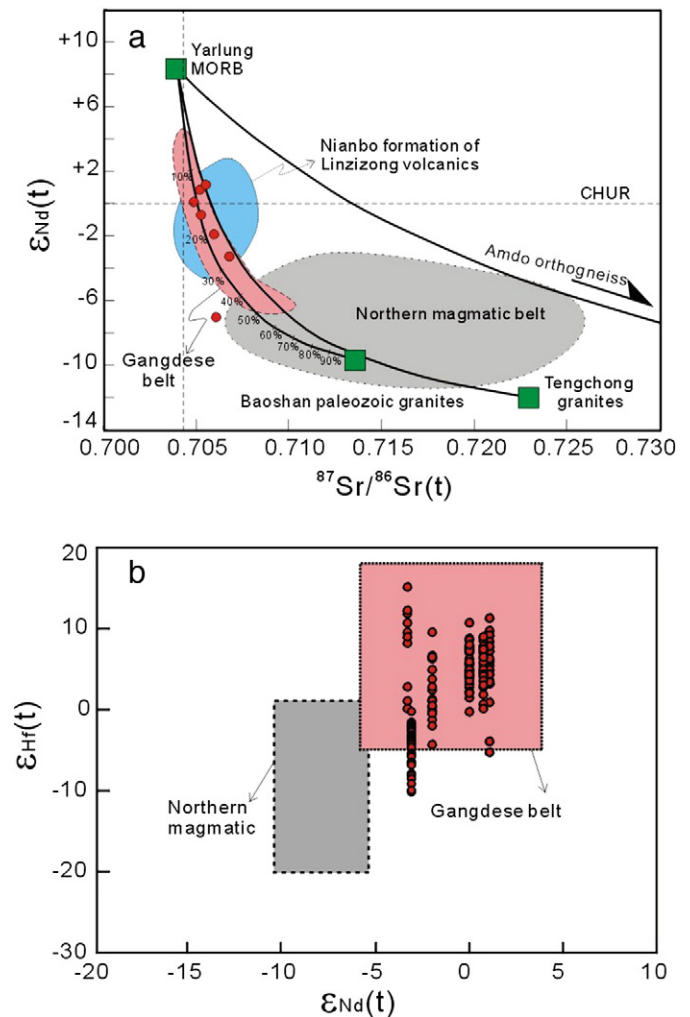 a
+10
+6
+2
-2
-6
-10
-14
εNd(t)
Yarlung
MORB
Nianbo formation of
Linzizong volcanics
CHUR
10%
20%
30%
40%
50%
60%
70%
80%
90%
Amdo orthogneiss
Northern magmatic belt
Gangdese
belt
Baoshan paleozoic granites
Tengchong
granites
0.700 0.705 0.710 0.715 0.720 0.725 0.730
⁸⁷Sr/⁸⁶Sr(t)
b
20
10
0
-10
-20
-30
εHf(t)
Northern
magmatic
Gangdese belt
-20 -15 -10 -5 0 5 10
εNd(t)